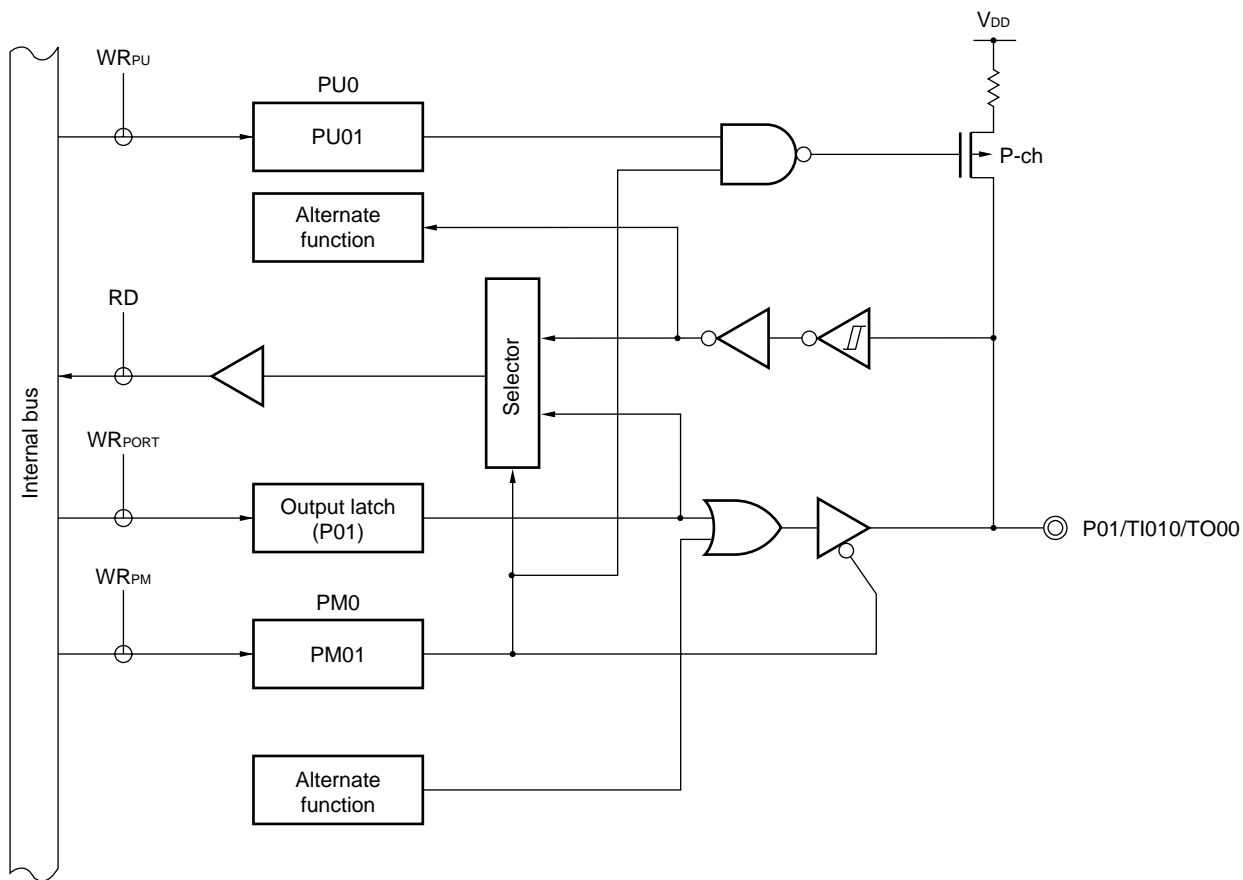 VDD
WRPU
PU0
PU01
P-ch
Alternate
function
RD
Selector
Internal bus
WRPORT
Output latch
(P01)
P01/TI010/TO00
WRPM
PM0
PM01
Alternate
function